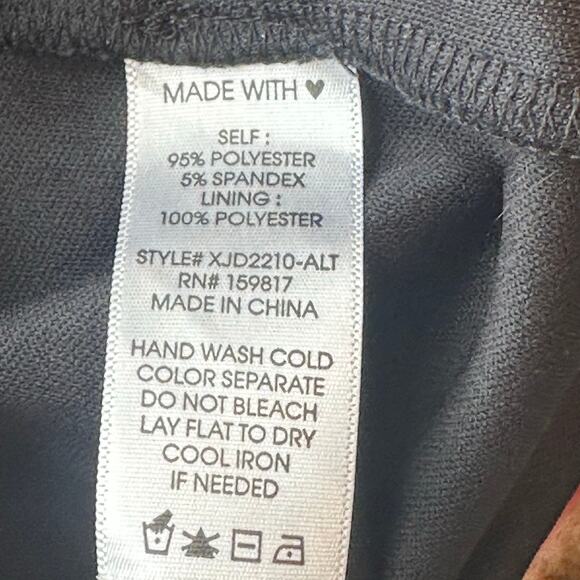 MADE WITH ♥
SELF :
95% POLYESTER
5% SPANDEX
LINING :
100% POLYESTER
STYLE# XJD2210-ALT
RN# 159817
MADE IN CHINA
HAND WASH COLD
COLOR SEPARATE
DO NOT BLEACH
LAY FLAT TO DRY
COOL IRON
IF NEEDED